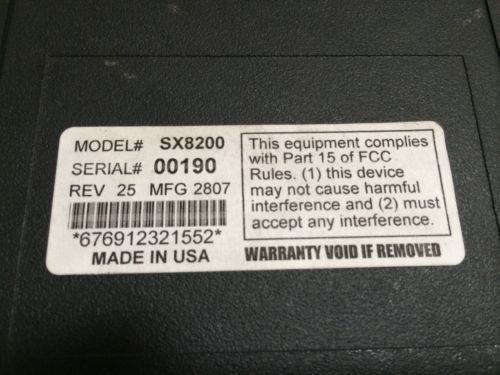 MODEL# SX8200
SERIAL# 00190
REV 25 MFG 2807
*676912321552*
MADE IN USA
This equipment complies
with Part 15 of FCC
Rules. (1) this device
may not cause harmful
interference and (2) must
accept any interference.
WARRANTY VOID IF REMOVED